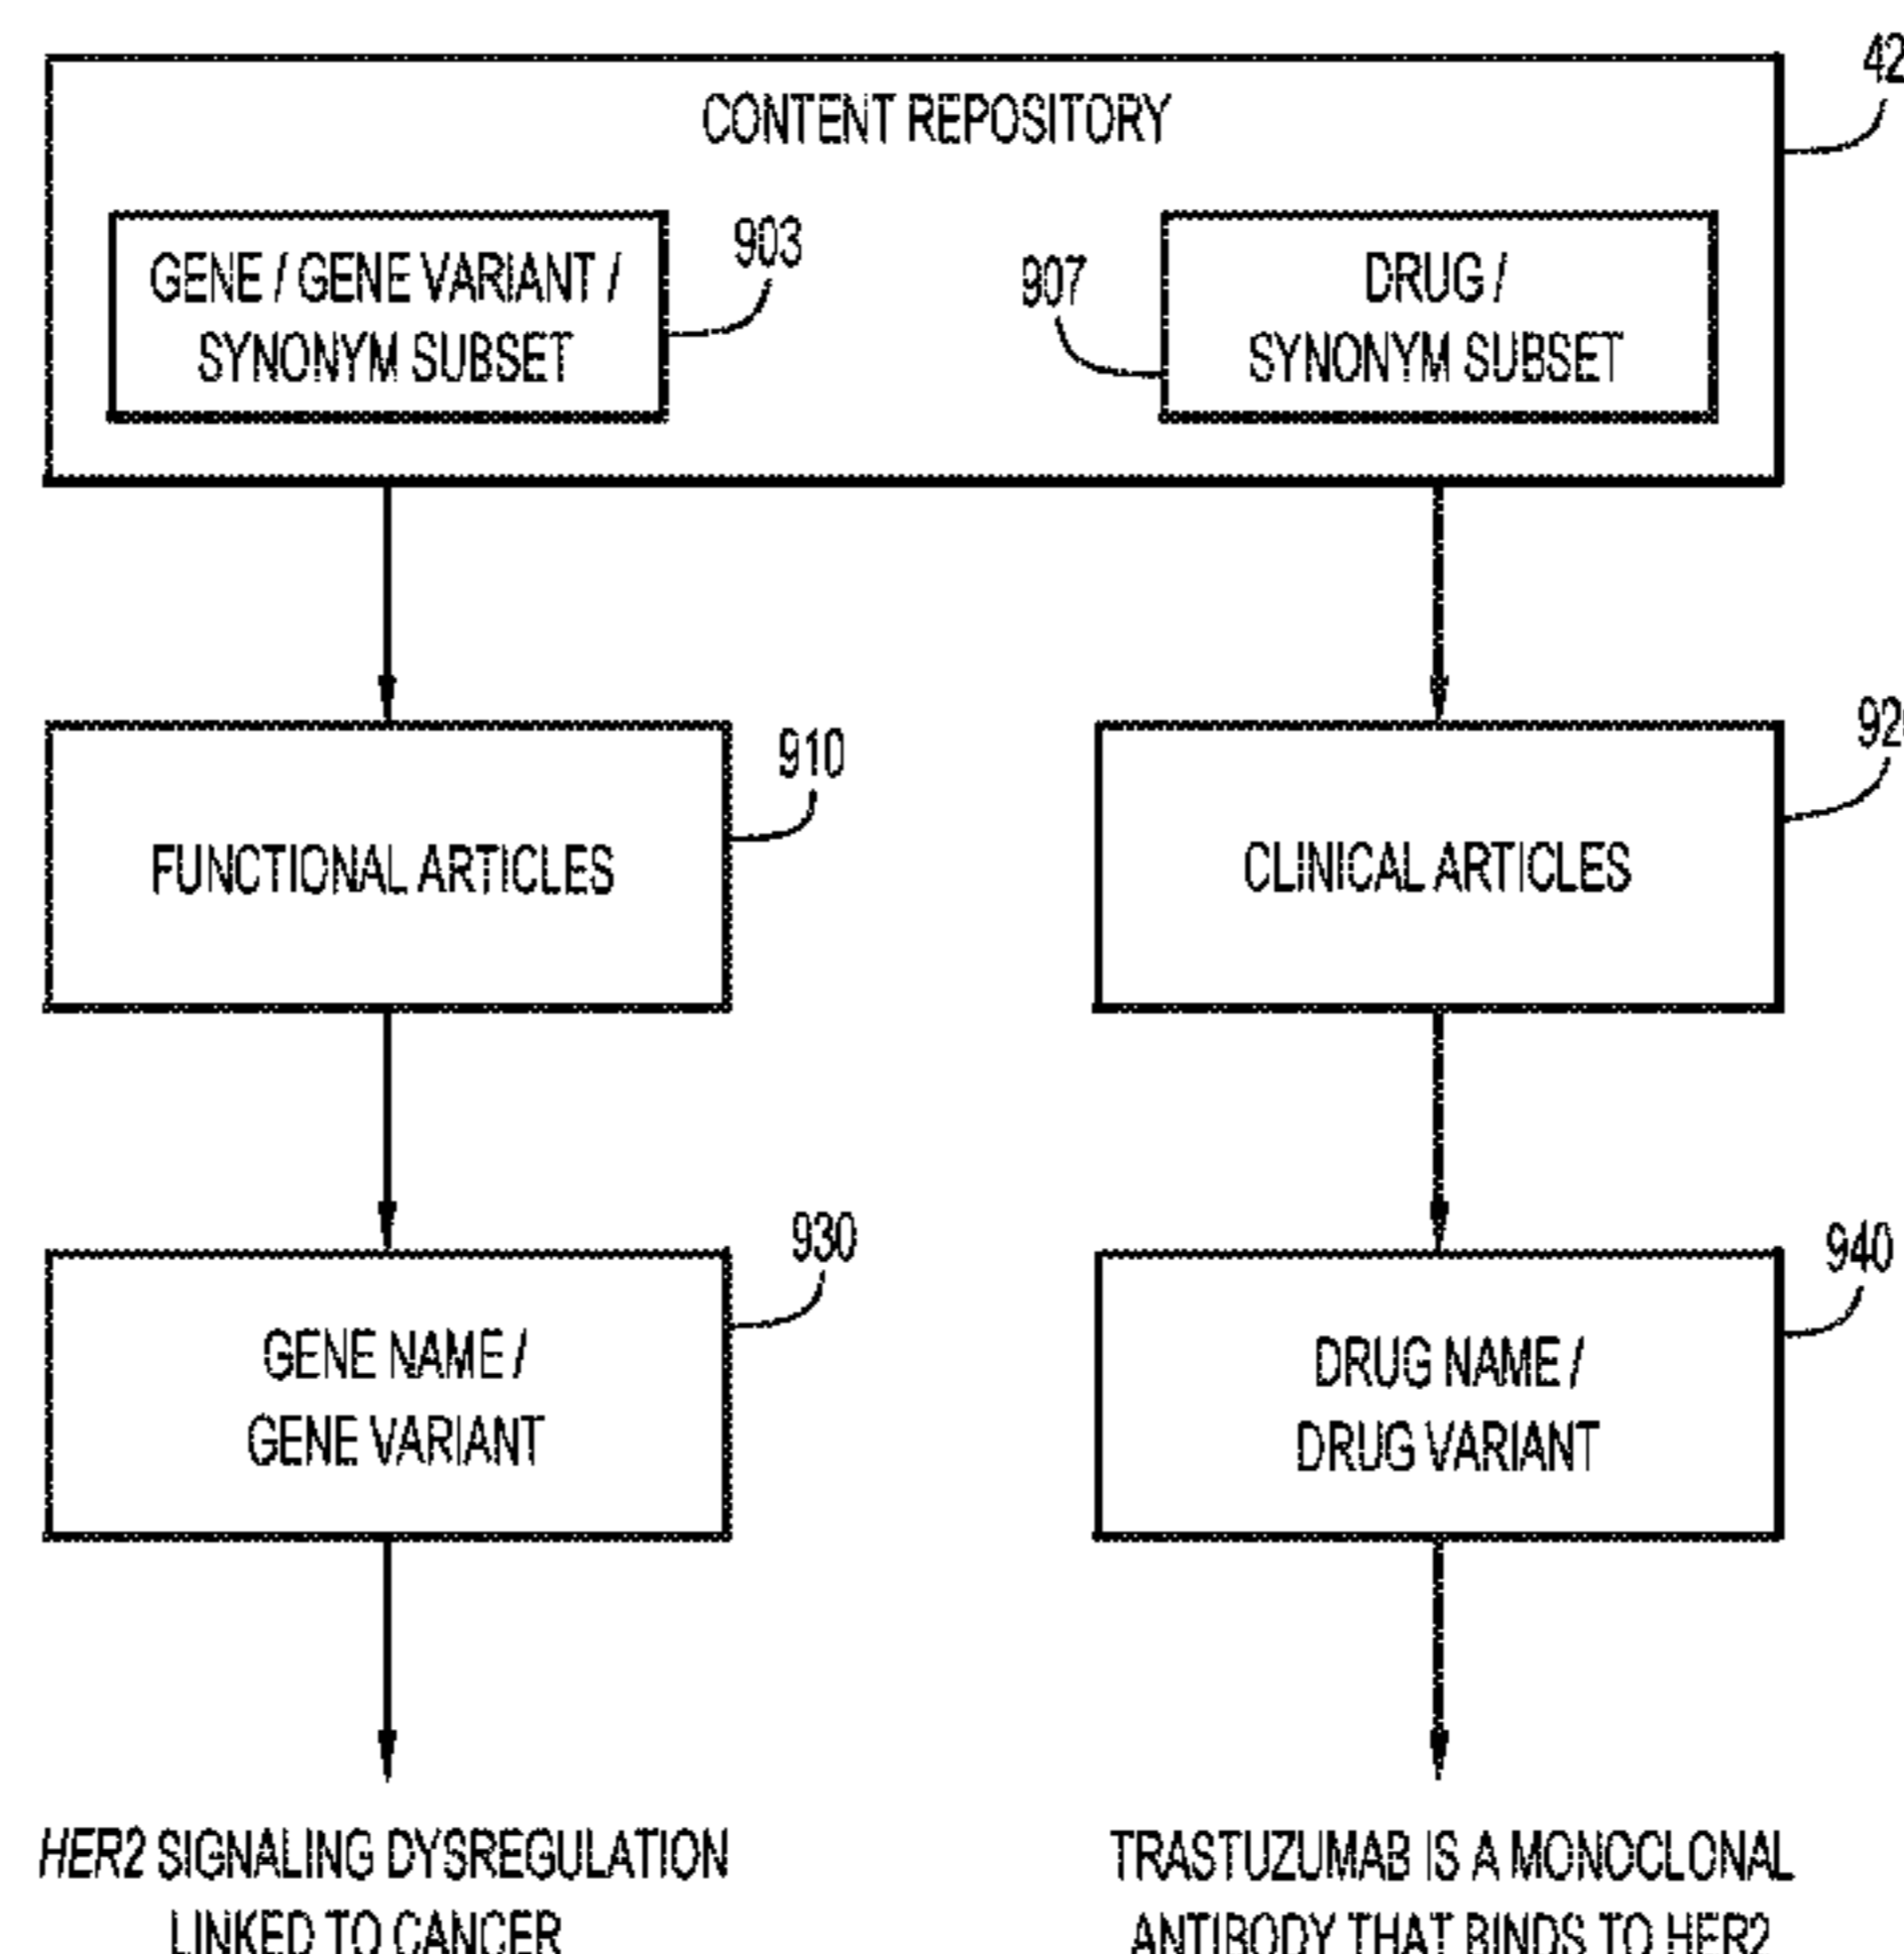 42
CONTENT REPOSITORY
GENE / GENE VARIANT /
SYNONYM SUBSET
903
907
DRUG /
SYNONYM SUBSET
910
FUNCTIONAL ARTICLES
CLINICAL ARTICLES
930
GENE NAME /
GENE VARIANT
940
DRUG NAME /
DRUG VARIANT
HER2 SIGNALING DYSREGULATION
LINKED TO CANCER
TRASTUZUMAB IS A MONOCLONAL
ANTIBODY THAT BINDS TO HER2